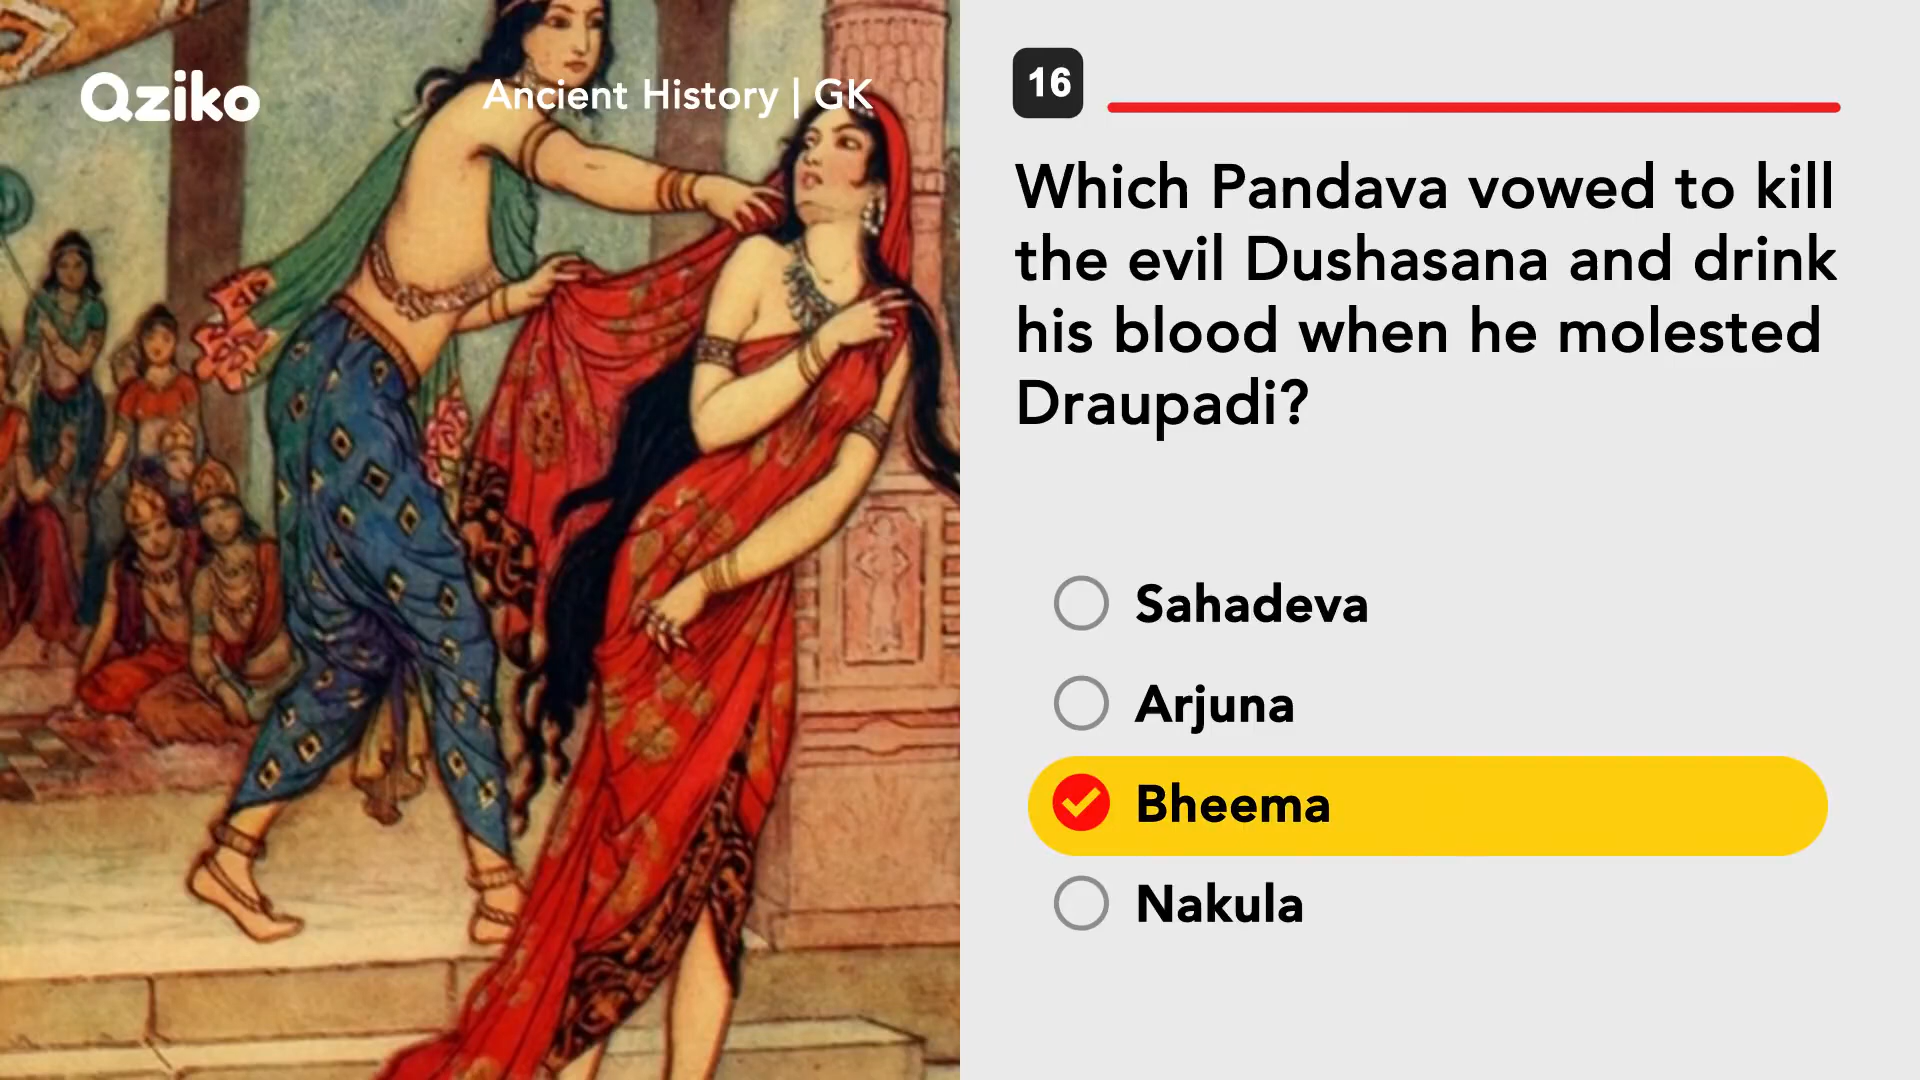 Qziko
Ancient History | GK
16
Which Pandava vowed to kill
the evil Dushasana and drink
his blood when he molested
Draupadi?
Sahadeva
Arjuna
Bheema
Nakula